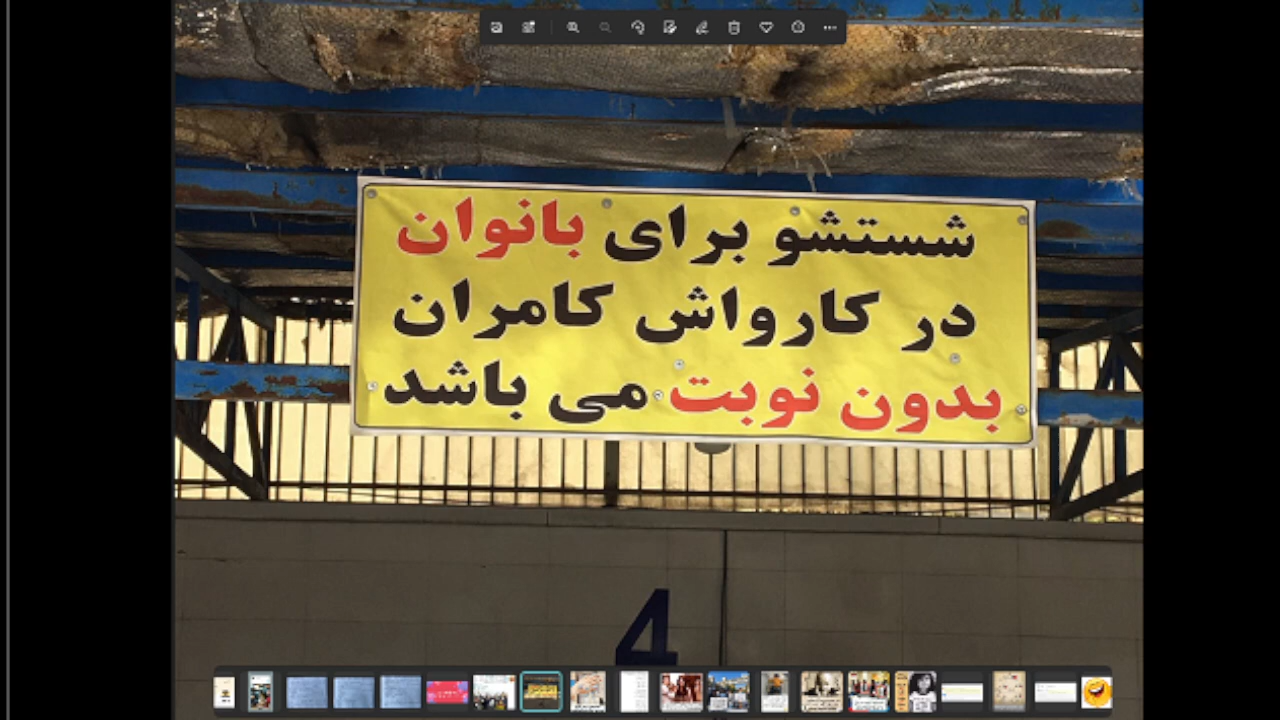 شستشو برای بانوان
در کارواش کامران
بدون نوبت می باشد
4